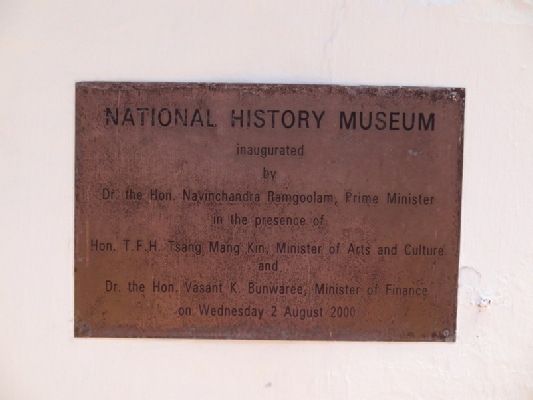 NATIONAL HISTORY MUSEUM
inaugurated
by
Dr. the Hon. Navinchandra Ramgoolam, Prime Minister
in the presence of
Hon. T.F.H. Tsang Mang Kin, Minister of Arts and Culture
and
Dr. the Hon. Vasant K. Bunwaree, Minister of Finance
on Wednesday 2 August 2000